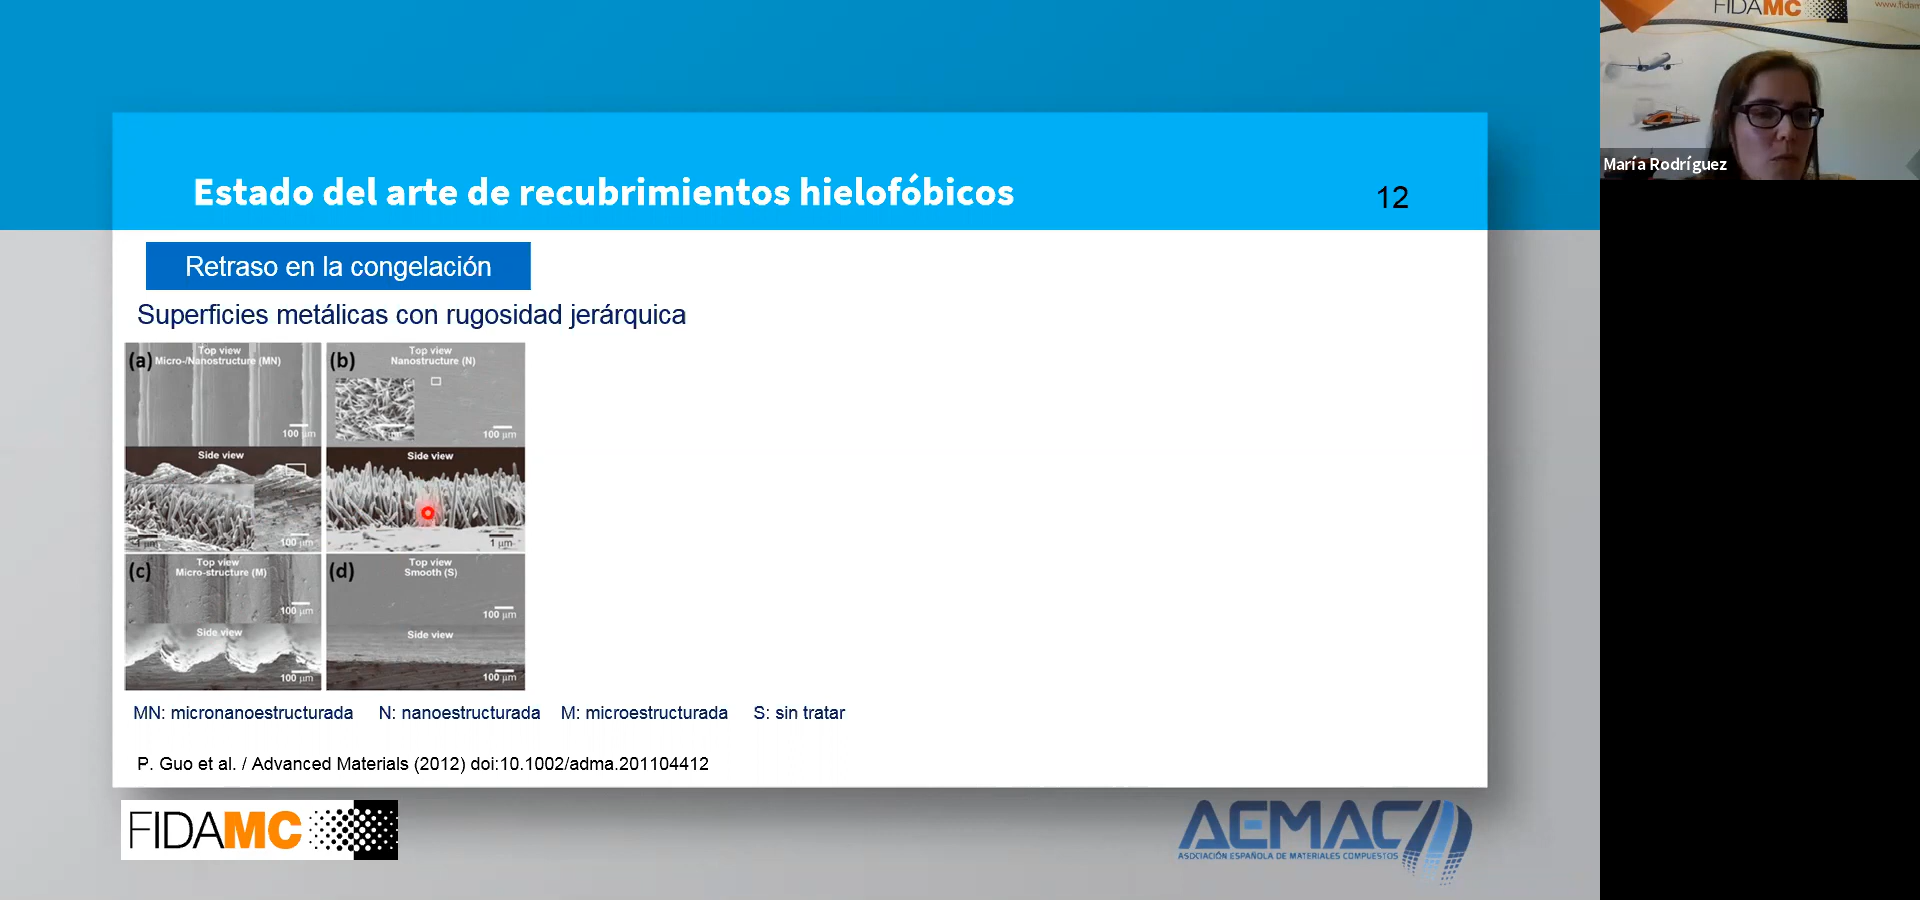 FIDAMC
María Rodríguez
Estado del arte de recubrimientos hielofóbicos
12
Retraso en la congelación
Superficies metálicas con rugosidad jerárquica
(a)
Top view
Micro-/Nanostructure (MN)
100 μm
Side view
1 μm
100 μm
(b)
Top view
Nanostructure (N)
100 μm
Side view
1 μm
(c)
Top view
Micro-structure (M)
100 μm
Side view
100 μm
(d)
Top view
Smooth (S)
100 μm
Side view
100 μm
MN: micronanoestructurada N: nanoestructurada M: microestructurada S: sin tratar
P. Guo et al. / Advanced Materials (2012) doi:10.1002/adma.201104412
FIDAMC
AEMAC
ASOCIACIÓN ESPAÑOLA DE MATERIALES COMPUESTOS